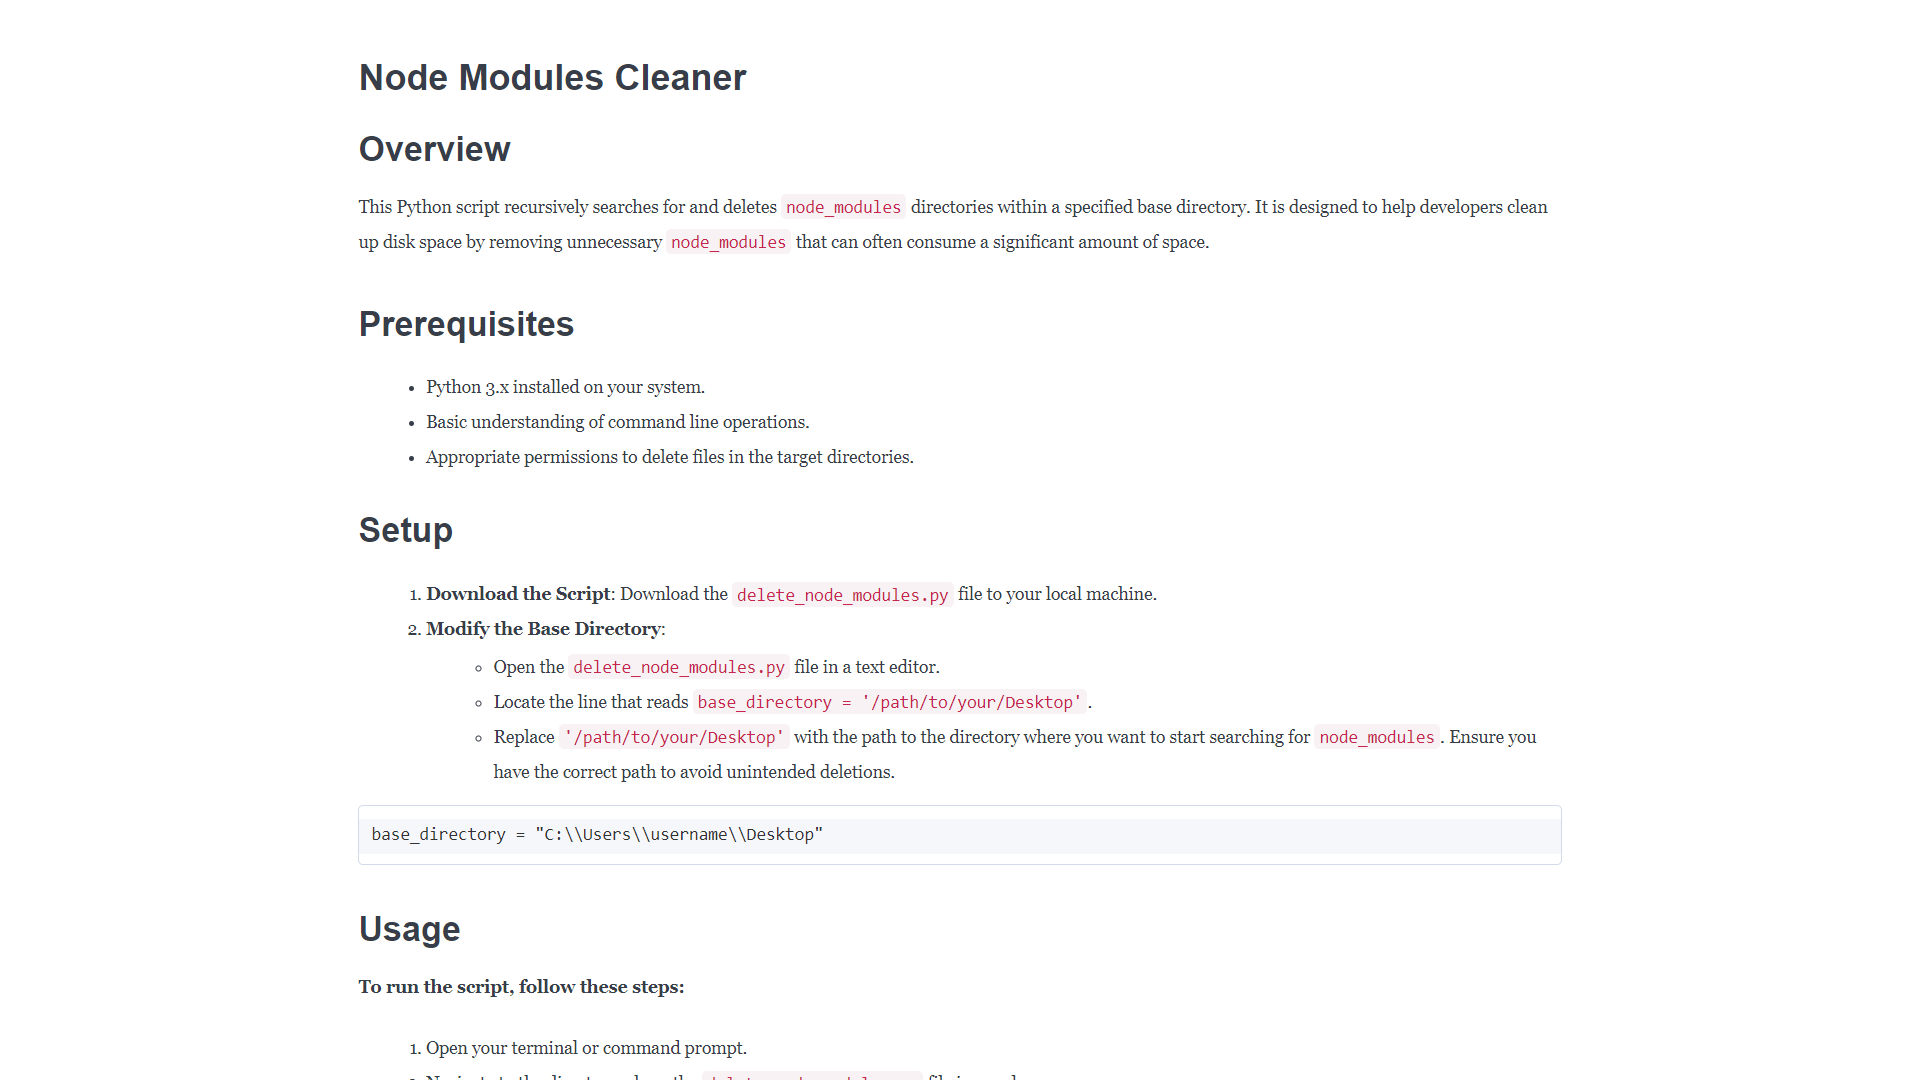 Node Modules Cleaner
Overview
This Python script recursively searches for and deletes node_modules directories within a specified base directory. It is designed to help developers clean
up disk space by removing unnecessary node_modules that can often consume a significant amount of space.
Prerequisites
• Python 3.x installed on your system.
• Basic understanding of command line operations.
• Appropriate permissions to delete files in the target directories.
Setup
1. Download the Script: Download the delete_node_modules.py file to your local machine.
2. Modify the Base Directory:
◦ Open the delete_node_modules.py file in a text editor.
◦ Locate the line that reads base_directory = '/path/to/your/Desktop'.
◦ Replace '/path/to/your/Desktop' with the path to the directory where you want to start searching for node_modules. Ensure you
have the correct path to avoid unintended deletions.
base_directory = "C:\\Users\\username\\Desktop"
Usage
To run the script, follow these steps:
1. Open your terminal or command prompt.